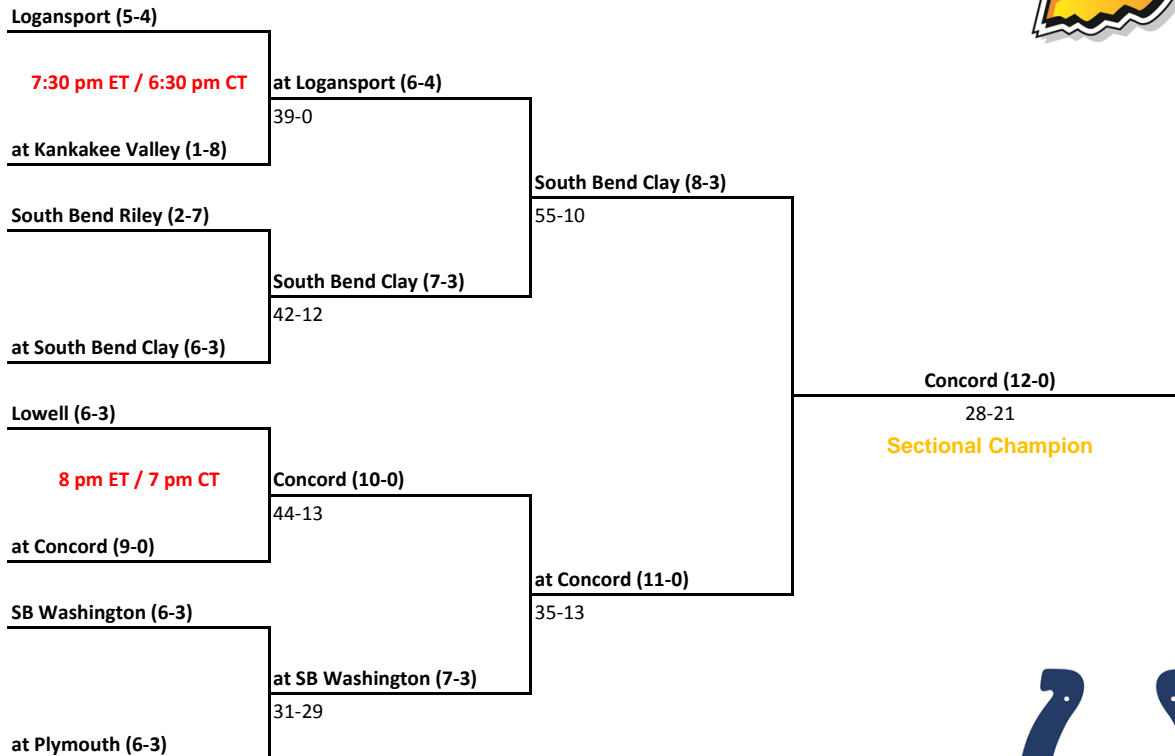 Logansport (5-4)
7:30 pm ET / 6:30 pm CT
at Logansport (6-4)
39-0
at Kankakee Valley (1-8)
South Bend Clay (8-3)
55-10
South Bend Riley (2-7)
South Bend Clay (7-3)
42-12
at South Bend Clay (6-3)
Concord (12-0)
28-21
Sectional Champion
Lowell (6-3)
8 pm ET / 7 pm CT
Concord (10-0)
44-13
at Concord (9-0)
at Concord (11-0)
35-13
SB Washington (6-3)
at SB Washington (7-3)
31-29
at Plymouth (6-3)